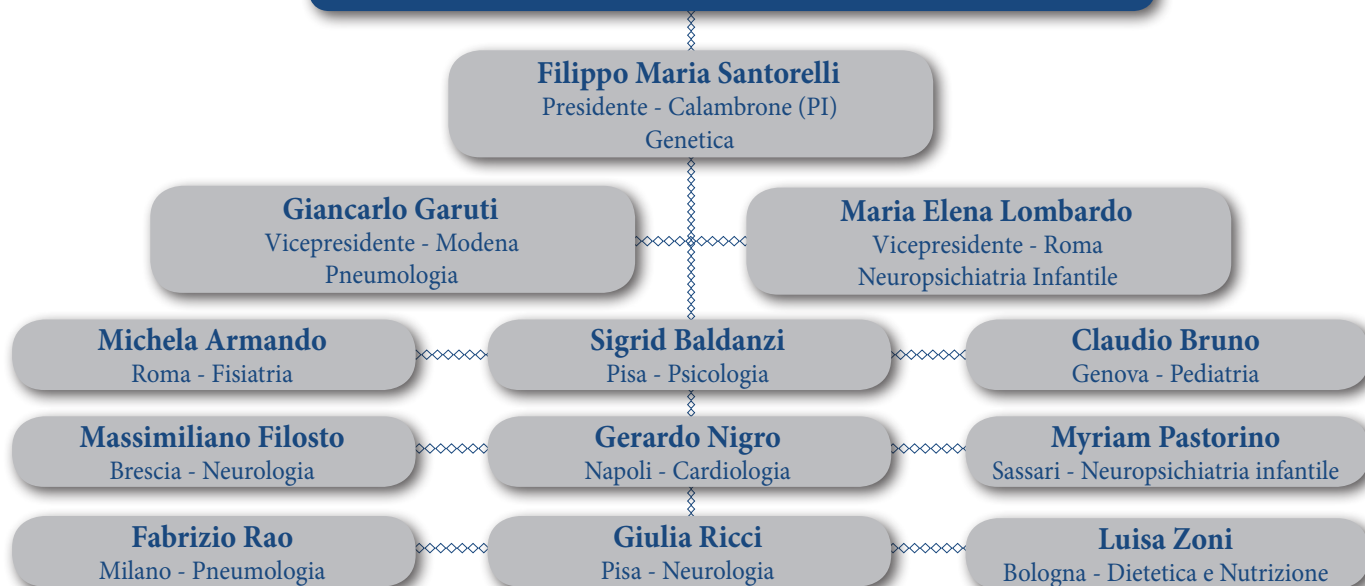 Filippo Maria Santorelli
Presidente - Calambrone (PI)
Genetica
Giancarlo Garuti
Vicepresidente - Modena
Pneumologia
Maria Elena Lombardo
Vicepresidente - Roma
Neuropsichiatria Infantile
Michela Armando
Roma - Fisiatria
Sigrid Baldanzi
Pisa - Psicologia
Claudio Bruno
Genova - Pediatria
Massimiliano Filosto
Brescia - Neurologia
Gerardo Nigro
Napoli - Cardiologia
Myriam Pastorino
Sassari - Neuropsichiatria infantile
Fabrizio Rao
Milano - Pneumologia
Giulia Ricci
Pisa - Neurologia
Luisa Zoni
Bologna - Dietetica e Nutrizione